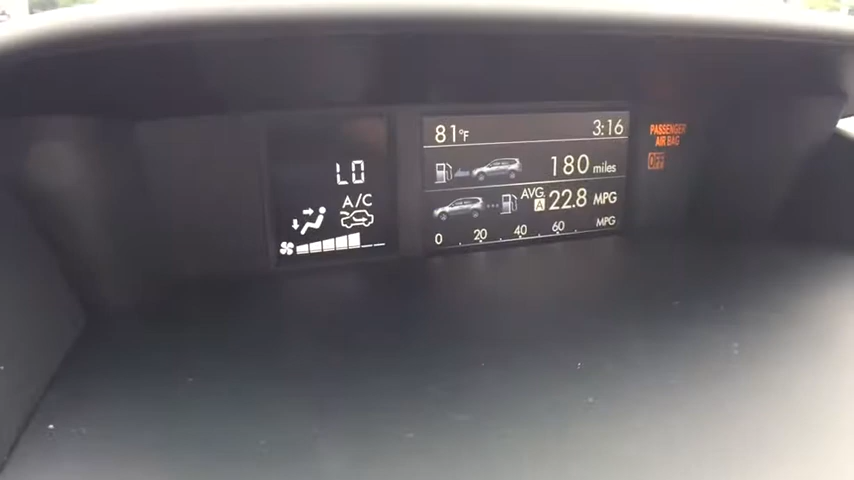 LO
A/C
81°F 3:16
180 miles
AVG.
A 22.8 MPG
0 20 40 60 MPG
PASSENGER
AIR BAG
OFF